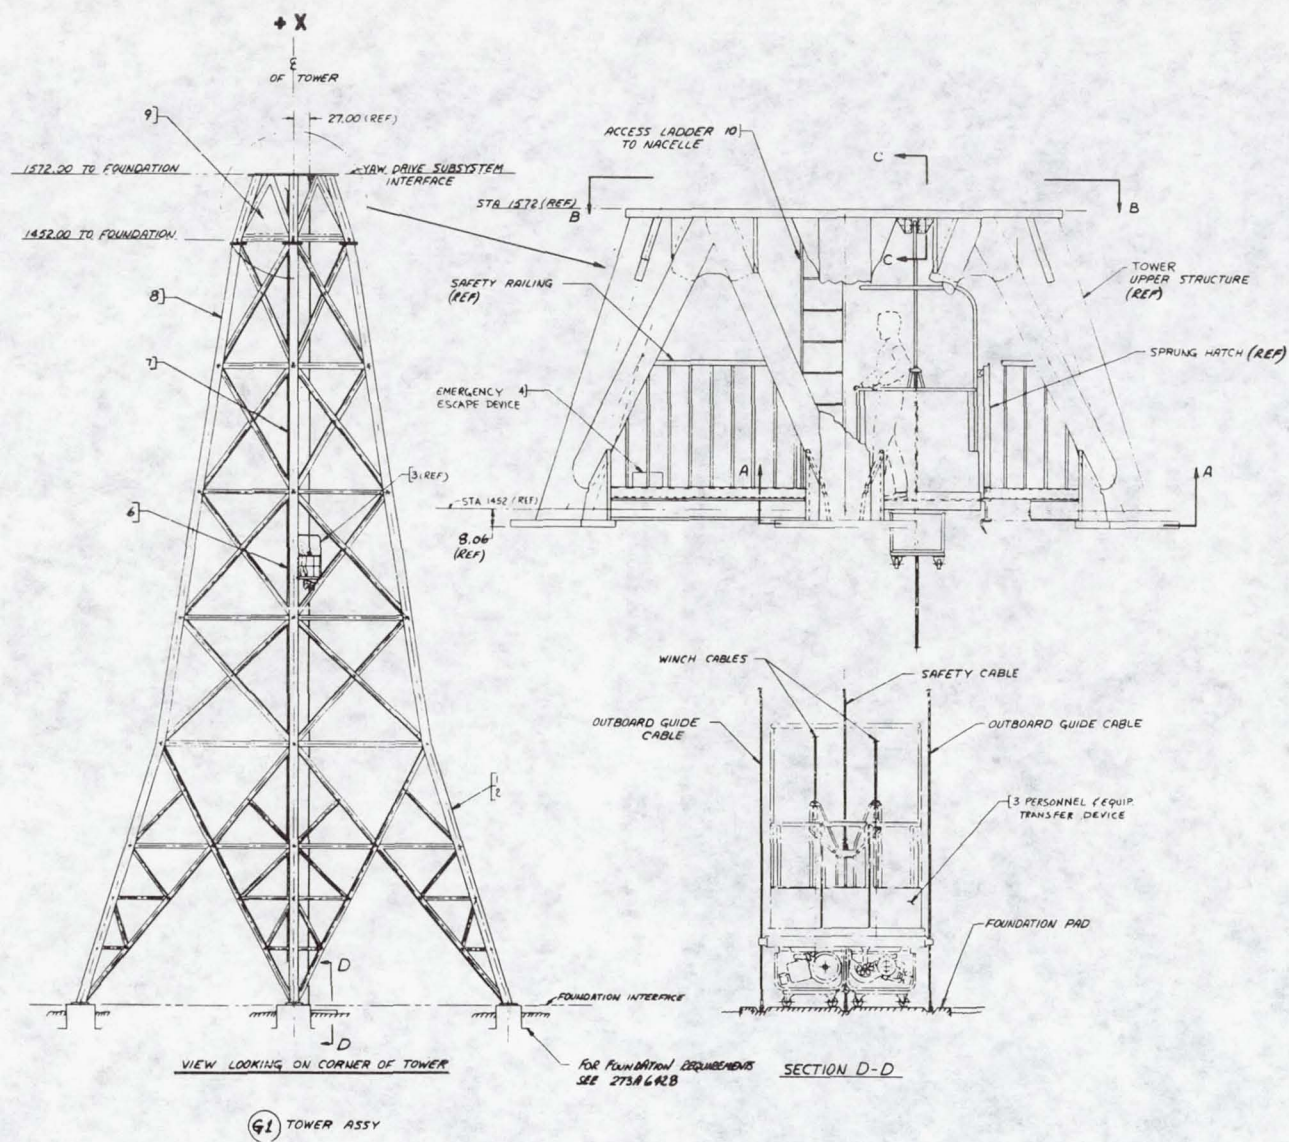 + X
℄
OF TOWER
9
27.00 (REF)
1572.00 TO FOUNDATION
YAW DRIVE SUBSYSTEM
INTERFACE
1452.00 TO FOUNDATION
8
7
[3 (REF)
6
1
2
D
D
FOUNDATION INTERFACE
VIEW LOOKING ON CORNER OF TOWER
FOR FOUNDATION REQUIREMENTS
G1 TOWER ASSY
ACCESS LADDER 10
TO NACELLE
C
C
B
B
STA 1572 (REF)
SAFETY RAILING
(REF)
TOWER
UPPER STRUCTURE
(REF)
SPRUNG HATCH (REF)
EMERGENCY 4
ESCAPE DEVICE
A
A
STA 1452 (REF)
8.06
(REF)
WINCH CABLES
SAFETY CABLE
OUTBOARD GUIDE
CABLE
OUTBOARD GUIDE CABLE
[3 PERSONNEL & EQUIP.
TRANSFER DEVICE
FOUNDATION PAD
SECTION D-D